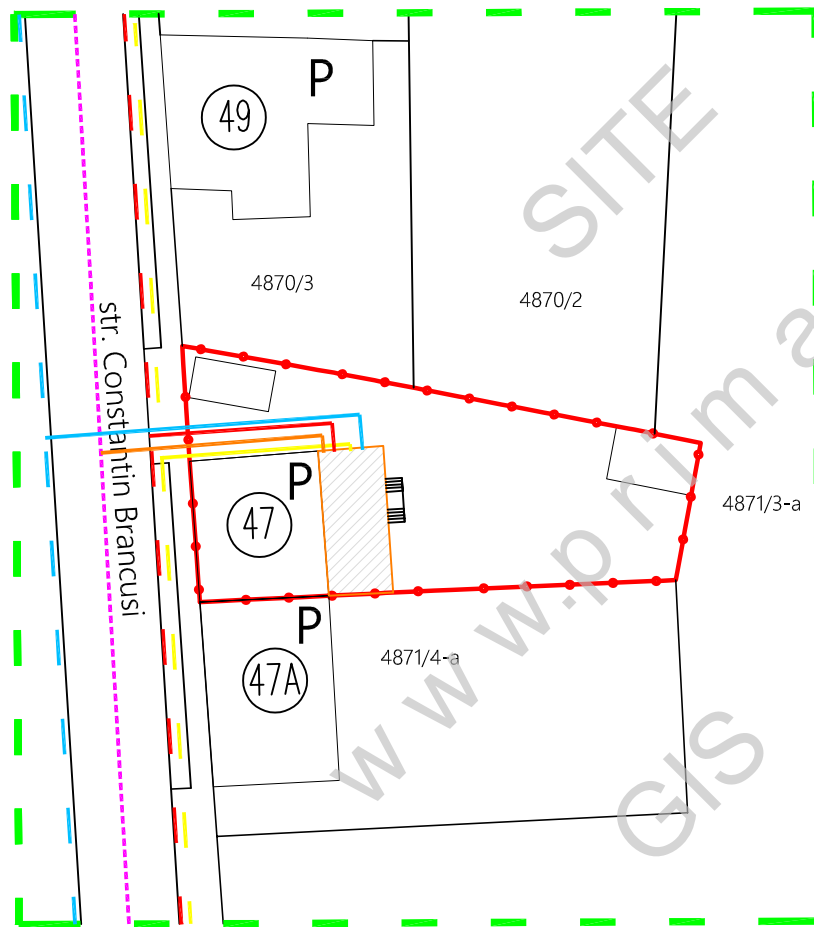 P
49
SITE
4870/3
4870/2
str. Constantin Brancusi
P
47
4871/3-a
P
47A
4871/4-a
www.prima
GIS